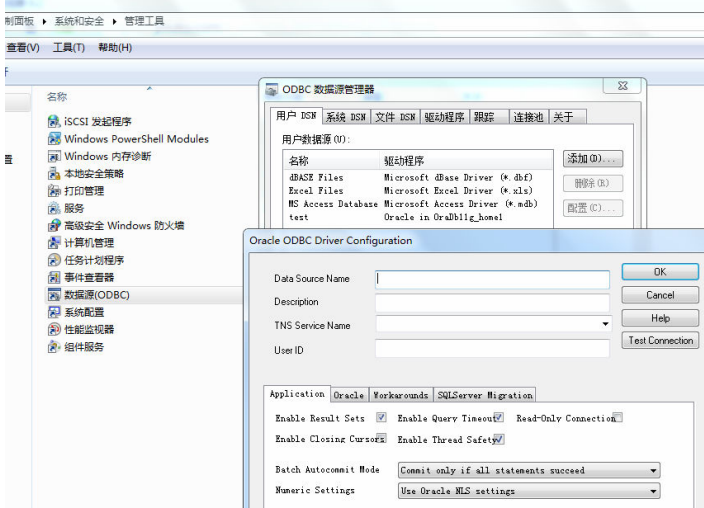 制面板 ▸ 系统和安全 ▸ 管理工具
查看(V) 工具(T) 帮助(H)
名称
iSCSI 发起程序
Windows PowerShell Modules
Windows 内存诊断
本地安全策略
打印管理
服务
高级安全 Windows 防火墙
计算机管理
任务计划程序
事件查看器
数据源(ODBC)
系统配置
性能监视器
组件服务
置
ODBC 数据源管理器
用户 DSN 系统 DSN 文件 DSN 驱动程序 跟踪 连接池 关于
用户数据源(U):
名称 驱动程序
dBASE Files Microsoft dBase Driver (*.dbf)
Excel Files Microsoft Excel Driver (*.xls)
MS Access Database Microsoft Access Driver (*.mdb)
test Oracle in OraDb11g_home1
添加(D)...
删除(R)
配置(C)...
Oracle ODBC Driver Configuration
Data Source Name
Description
TNS Service Name
User ID
OK
Cancel
Help
Test Connection
Application Oracle Workarounds SQLServer Migration
Enable Result Sets Enable Query Timeout Read-Only Connection
Enable Closing Cursors Enable Thread Safety
Batch Autocommit Mode Commit only if all statements succeed
Numeric Settings Use Oracle NLS settings